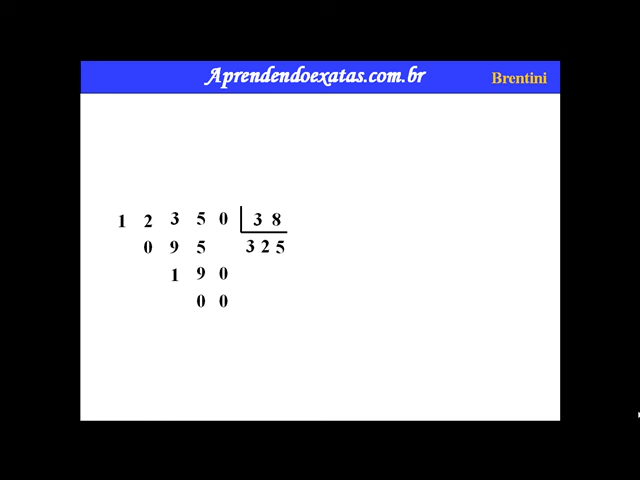 Aprendendoexatas.com.br Brentini
1 2 3 5 0 3 8
0 9 5 3 2 5
1 9 0
0 0